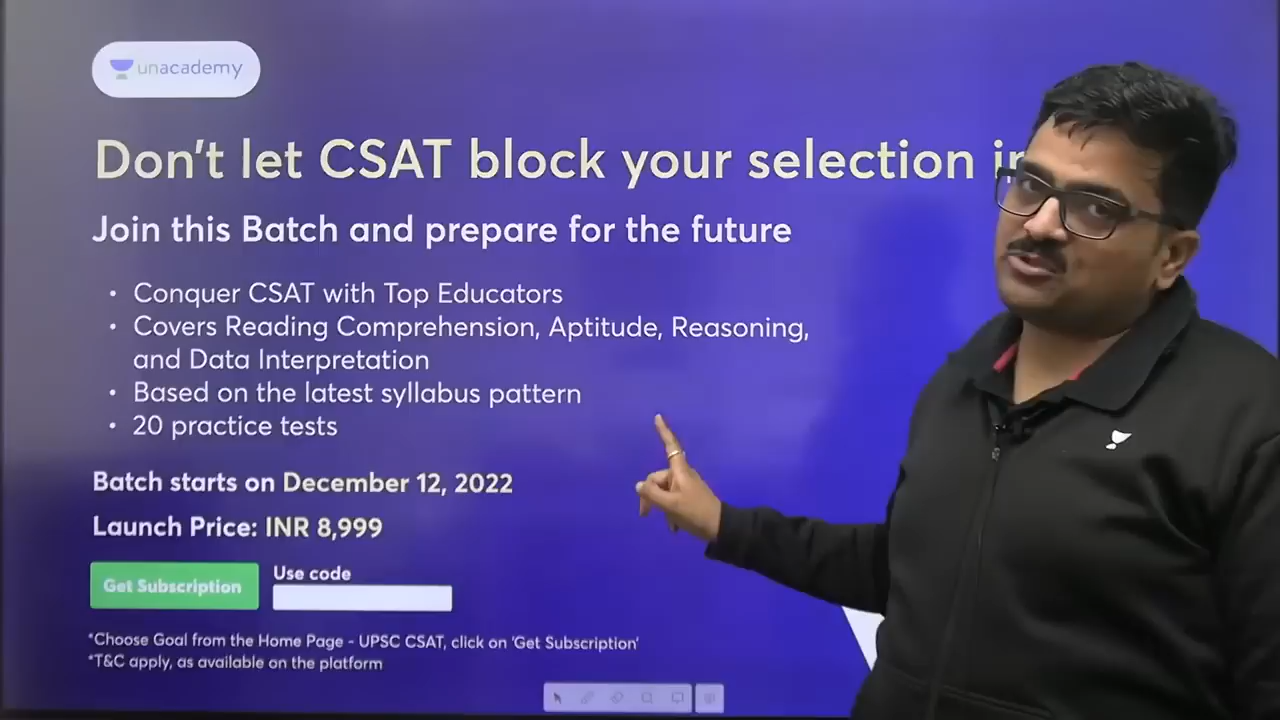 unacademy
Don't let CSAT block your selection
Join this Batch and prepare for the future
• Conquer CSAT with Top Educators
• Covers Reading Comprehension, Aptitude, Reasoning,
and Data Interpretation
• Based on the latest syllabus pattern
• 20 practice tests
Batch starts on December 12, 2022
Launch Price: INR 8,999
Get Subscription
Use code
*Choose Goal from the Home Page - UPSC CSAT, click on 'Get Subscription'
*T&C apply, as available on the platform